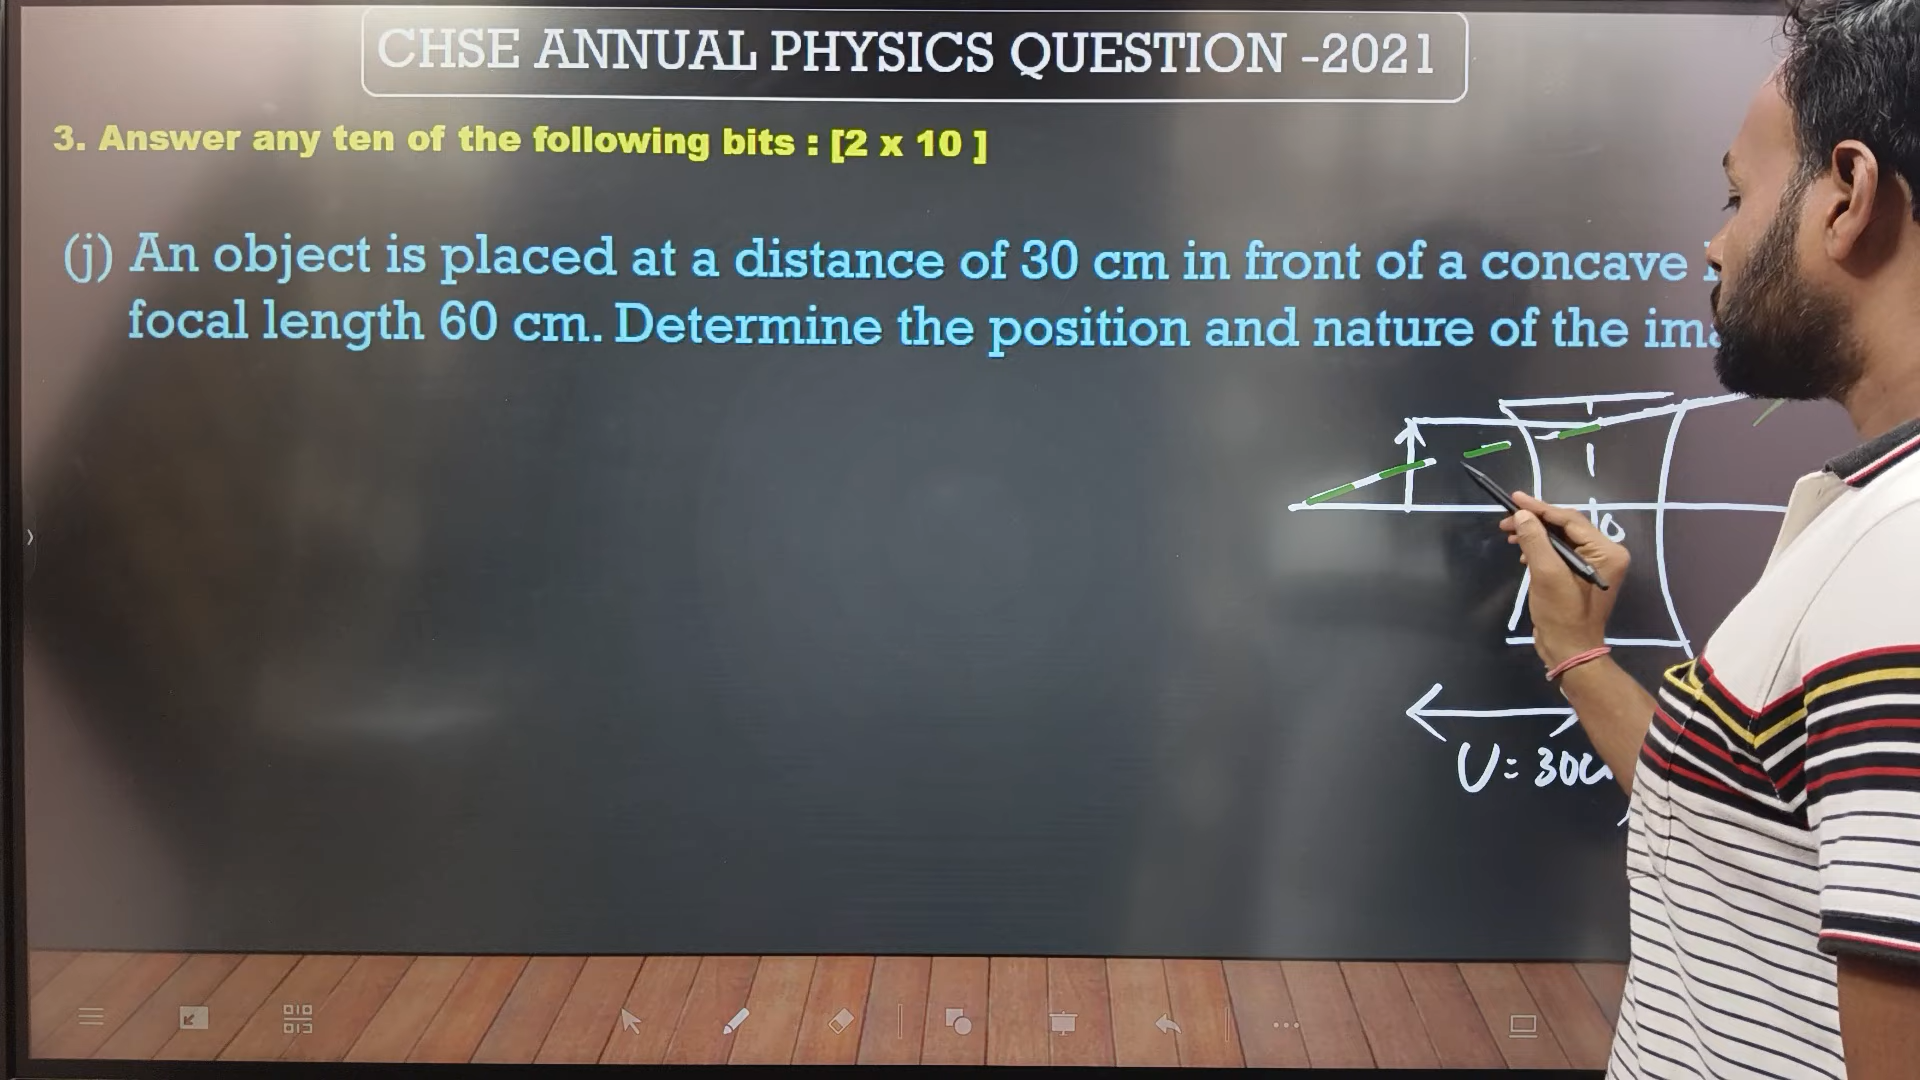 CHSE ANNUAL PHYSICS QUESTION -2021
3. Answer any ten of the following bits : [2 x 10 ]
(j) An object is placed at a distance of 30 cm in front of a concave
focal length 60 cm. Determine the position and nature of the
0
U = 30c